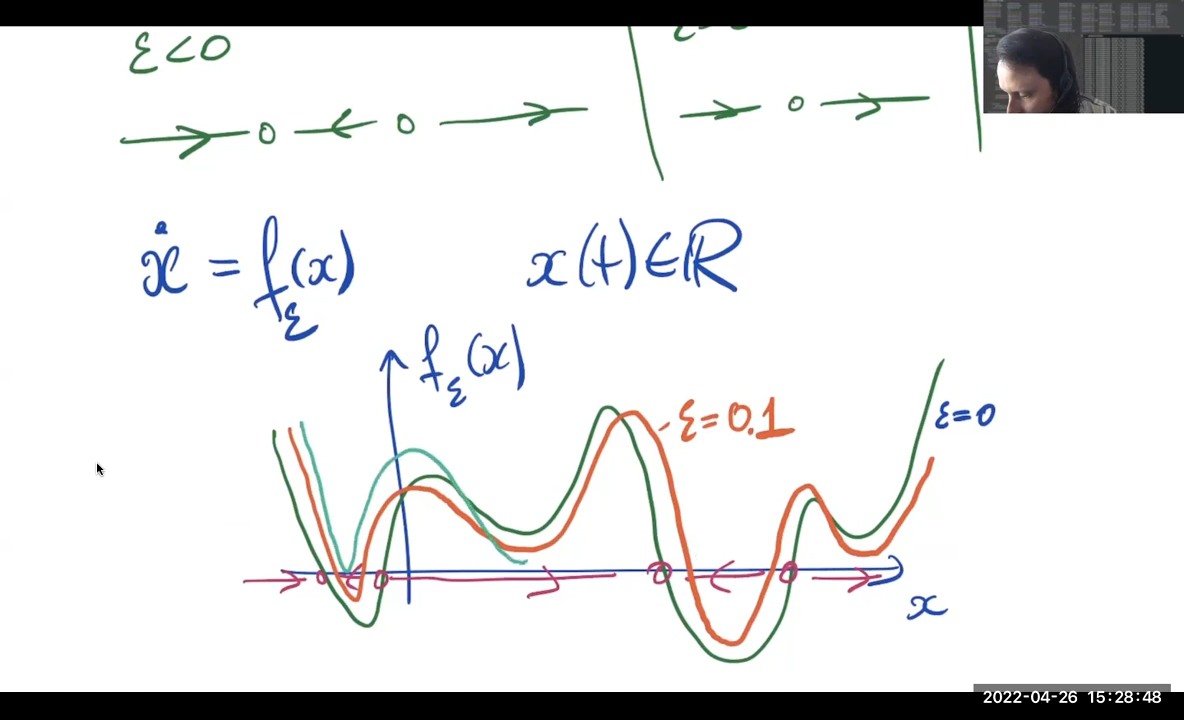 ε<0
ẋ = f_ε(x)
x(t)∈ℝ
f_ε(x)
ε=0.1
ε=0
x
2022-04-26 15:28:48